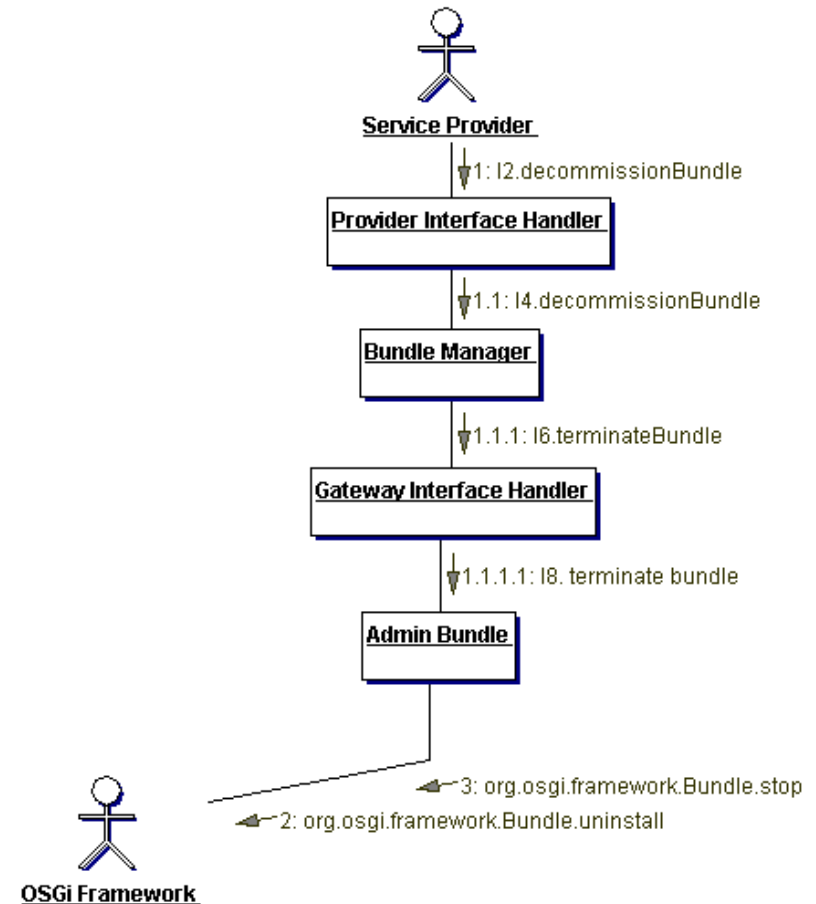 Service Provider
1: I2.decommissionBundle
Provider Interface Handler
1.1: I4.decommissionBundle
Bundle Manager
1.1.1: I6.terminateBundle
Gateway Interface Handler
1.1.1.1: I8. terminate bundle
Admin Bundle
3: org.osgi.framework.Bundle.stop
2: org.osgi.framework.Bundle.uninstall
OSGi Framework